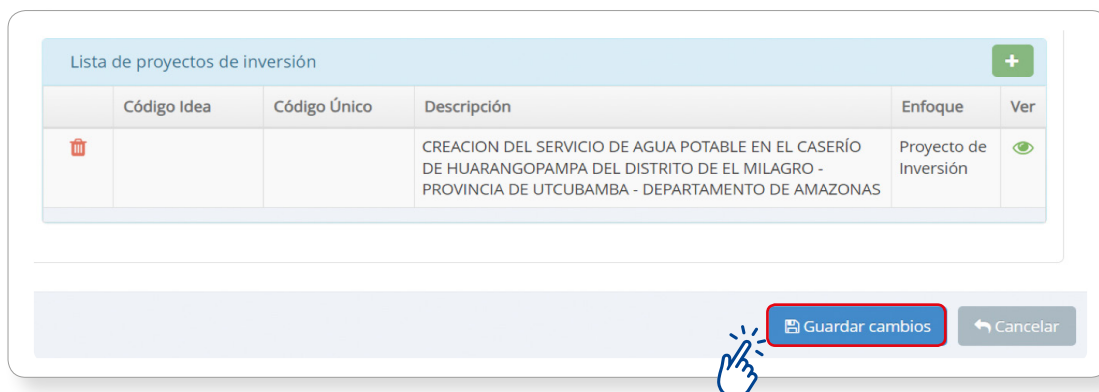 Lista de proyectos de inversión
+
Código Idea Código Único Descripción Enfoque Ver
CREACION DEL SERVICIO DE AGUA POTABLE EN EL CASERÍO
DE HUARANGOPAMPA DEL DISTRITO DE EL MILAGRO -
PROVINCIA DE UTCUBAMBA - DEPARTAMENTO DE AMAZONAS
Proyecto de
Inversión
Guardar cambios Cancelar